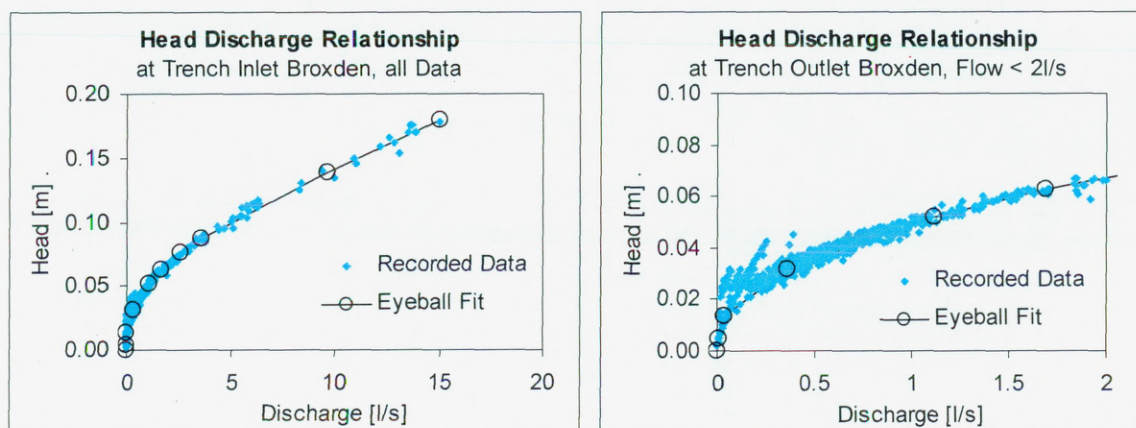 Head Discharge Relationship
at Trench Inlet Broxden, all Data
0.20
0.15
0.10
0.05
0.00
Head [m] .
0
5
10
15
20
Discharge [l/s]
Recorded Data
Eyeball Fit
Head Discharge Relationship
at Trench Outlet Broxden, Flow < 2l/s
0.10
0.08
0.06
0.04
0.02
0.00
Head [m] .
0
0.5
1
1.5
2
Discharge [l/s]
Recorded Data
Eyeball Fit